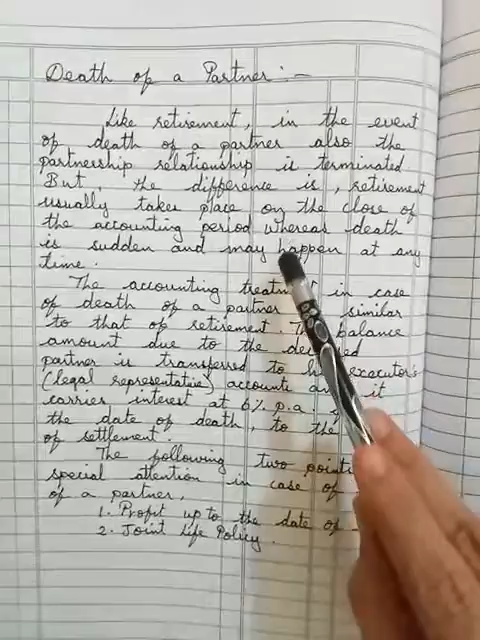 Death of a Partner :-
Like retirement, in the event
of death of a partner also the
partnership relationship is terminated
But, the difference is, retirement
usually takes place on the close of
the accounting period whereas death
is sudden and may happen at any
time.
The accounting in case
of death of a partner similar
to that of retirement. balance
amount due to the
partner is transferred to executor's
(legal representative) accounts it
carries interest at 6% p.a.
the date of death, to the
of settlement.
The following two
special attention in case of
of a partner,
1. Profit up to the date of
2. Joint Life Policy.